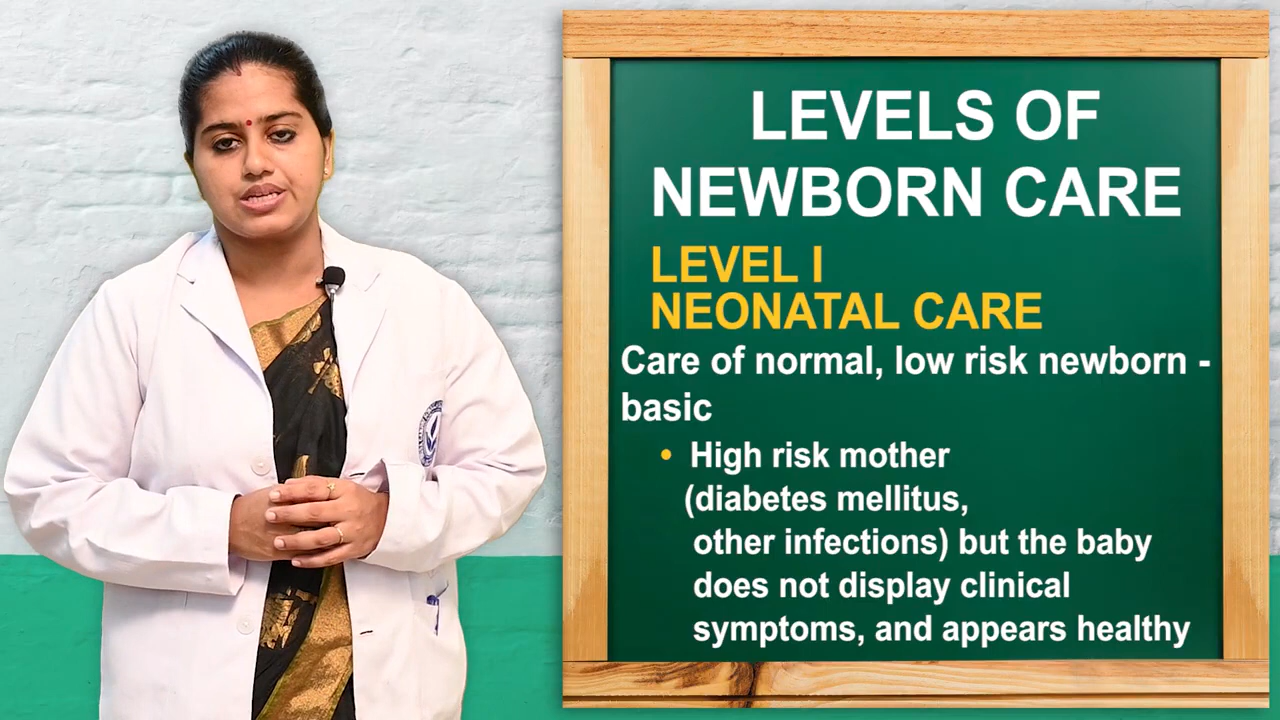 LEVELS OF
NEWBORN CARE
LEVEL I
NEONATAL CARE
Care of normal, low risk newborn -
basic
• High risk mother
(diabetes mellitus,
other infections) but the baby
does not display clinical
symptoms, and appears healthy